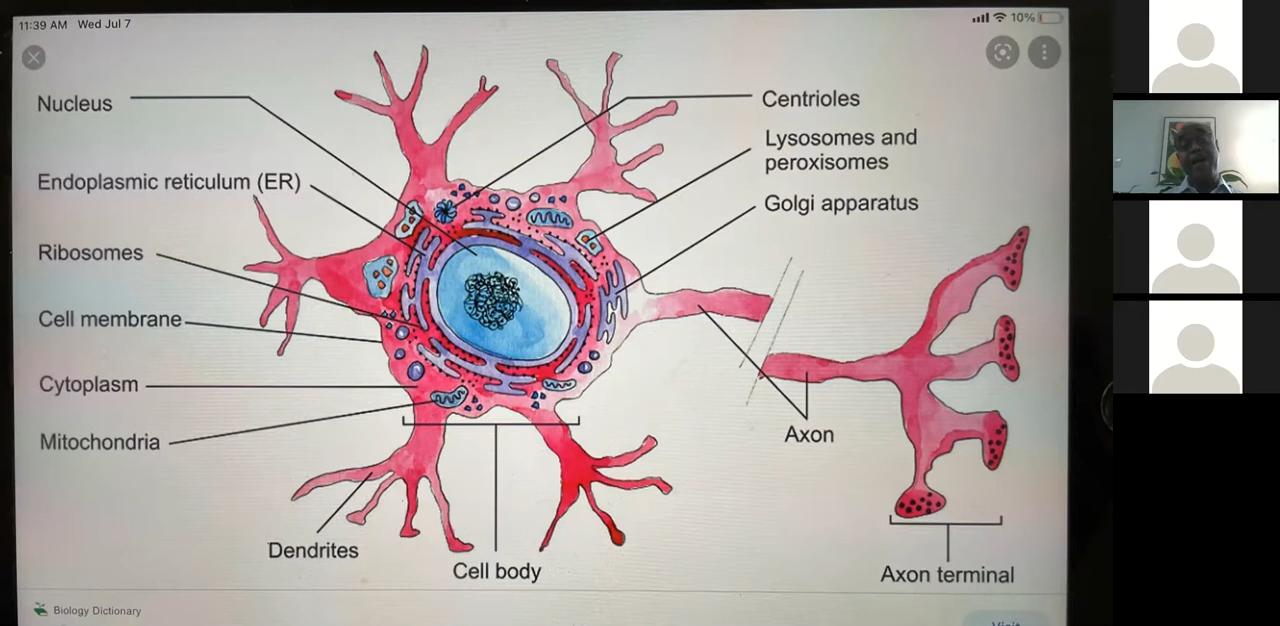 11:39 AM Wed Jul 7
10%
Nucleus
Centrioles
Lysosomes and
peroxisomes
Endoplasmic reticulum (ER)
Golgi apparatus
Ribosomes
Cell membrane
Cytoplasm
Mitochondria
Axon
Dendrites
Cell body
Axon terminal
Biology Dictionary
Visit